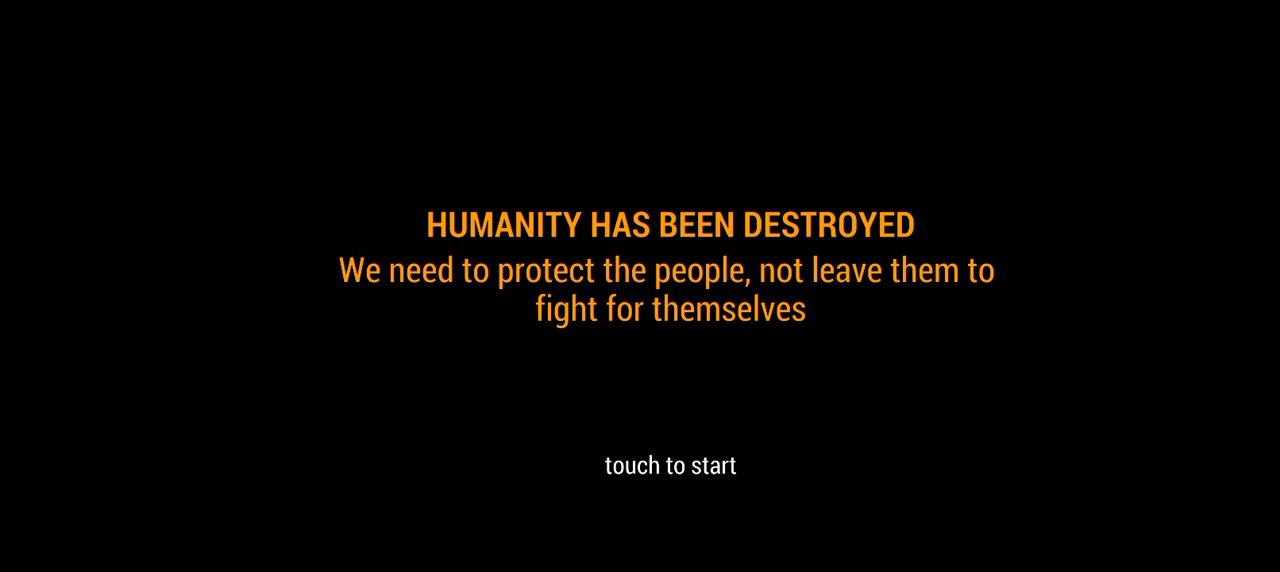 HUMANITY HAS BEEN DESTROYED
We need to protect the people, not leave them to
fight for themselves
touch to start